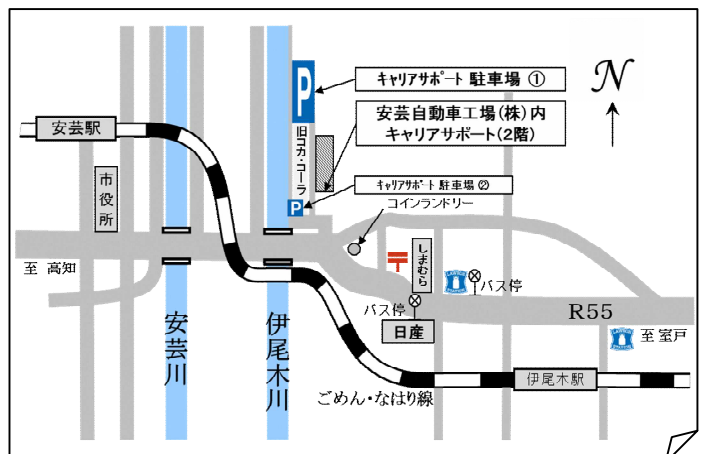 キャリアサポート 駐車場 ①
N
P
安芸自動車工場(株)内
キャリアサポート(2階)
安芸駅
旧コカ・コーラ
市役所
キャリアサポート 駐車場 ②
P
コインランドリー
至 高知
しまむら
バス停
バス停
R55
日産
至 室戸
安芸川
伊尾木川
伊尾木駅
ごめん・なはり線